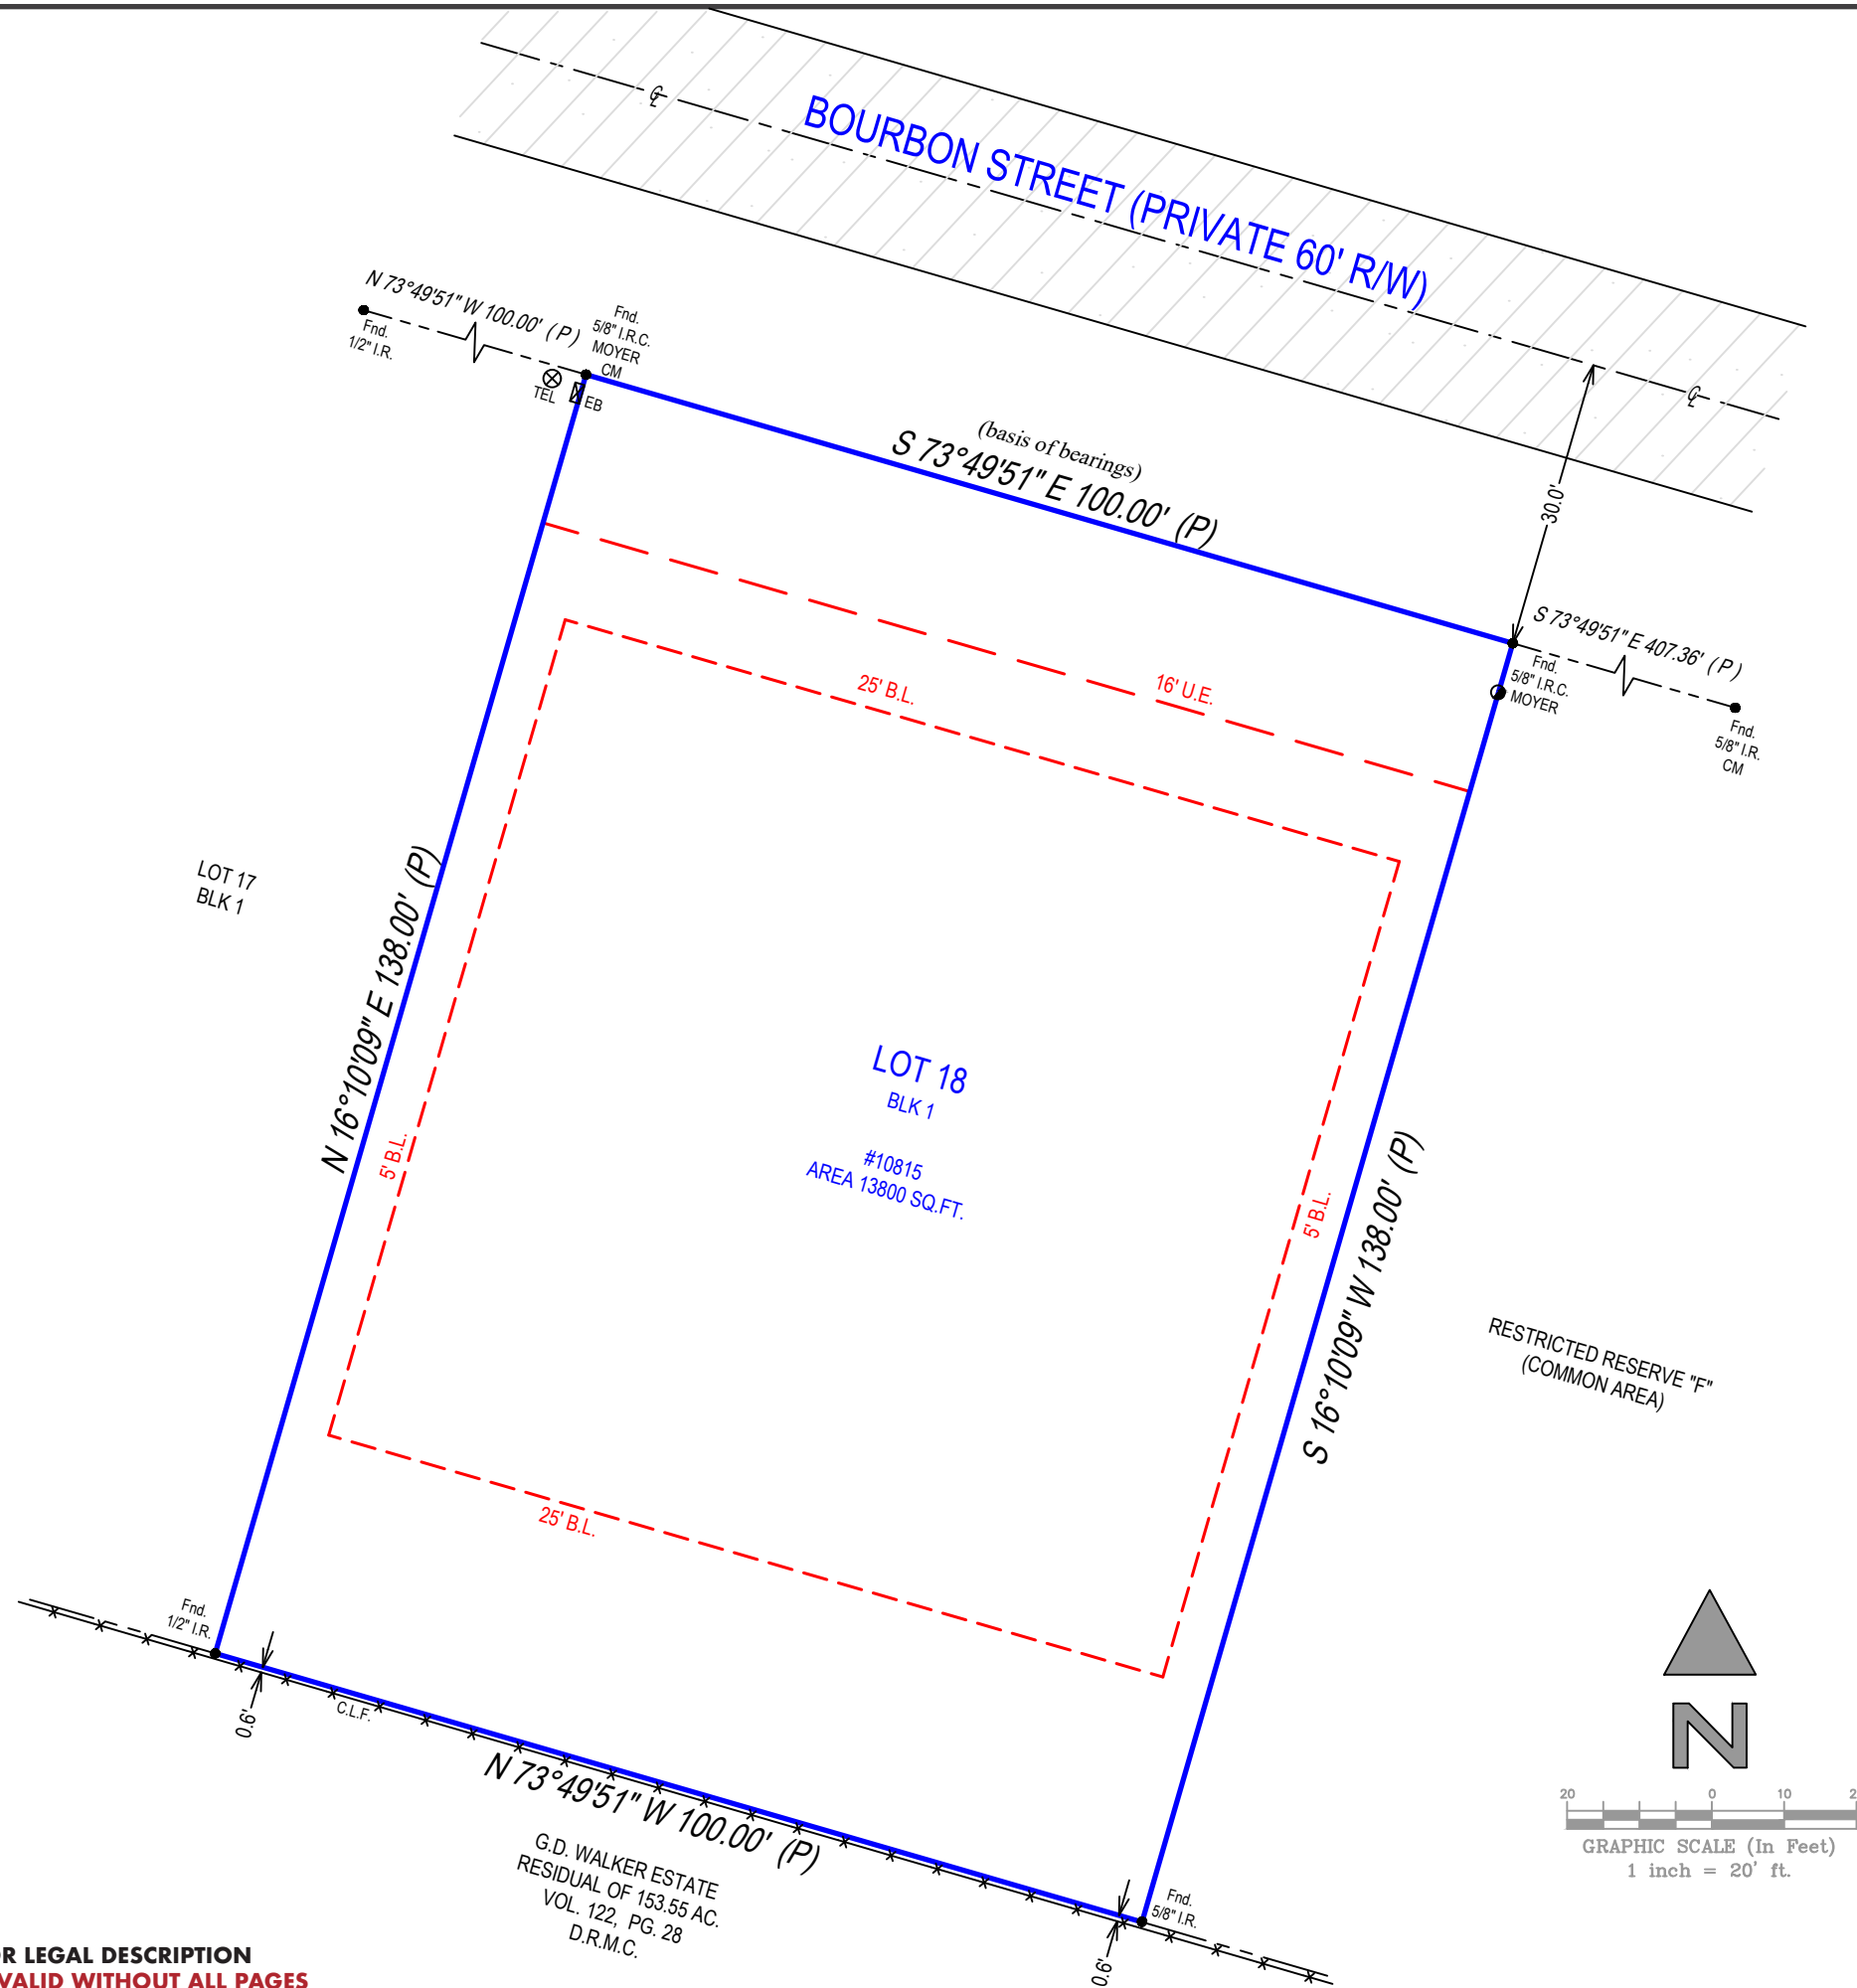 BOURBON STREET (PRIVATE 60' R/W)
N 73°49'51" W 100.00' (P)
Fnd.
1/2" I.R.
Fnd.
5/8" I.R.C.
MOYER
CM
TEL
EB
(basis of bearings)
S 73°49'51" E 100.00' (P)
30.0'
S 73°49'51" E 407.36' (P)
Fnd.
5/8" I.R.C.
MOYER
Fnd.
5/8" I.R.
CM
25' B.L.
16' U.E.
LOT 17
BLK 1
N 16°10'09" E 138.00' (P)
5' B.L.
LOT 18
BLK 1
#10815
AREA 13800 SQ.FT.
5' B.L.
S 16°10'09" W 138.00' (P)
RESTRICTED RESERVE "F"
(COMMON AREA)
25' B.L.
Fnd.
1/2" I.R.
0.6'
C.L.F.
N 73°49'51" W 100.00' (P)
G.D. WALKER ESTATE
RESIDUAL OF 153.55 AC.
VOL. 122, PG. 28
D.R.M.C.
Fnd.
5/8" I.R.
0.6'
N
20 0 10
GRAPHIC SCALE (In Feet)
1 inch = 20' ft.
LEGAL DESCRIPTION
VALID WITHOUT ALL PAGES